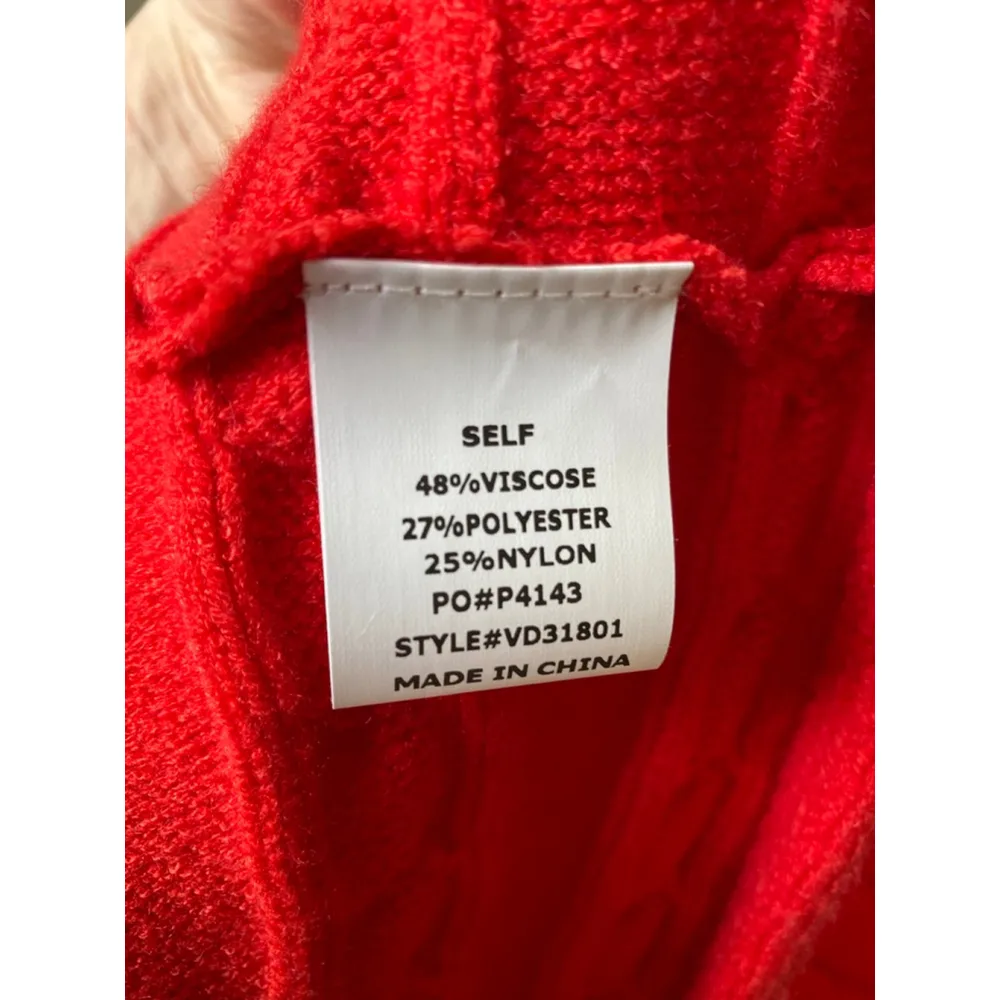 SELF
48%VISCOSE
27%POLYESTER
25%NYLON
PO#P4143
STYLE#VD31801
MADE IN CHINA